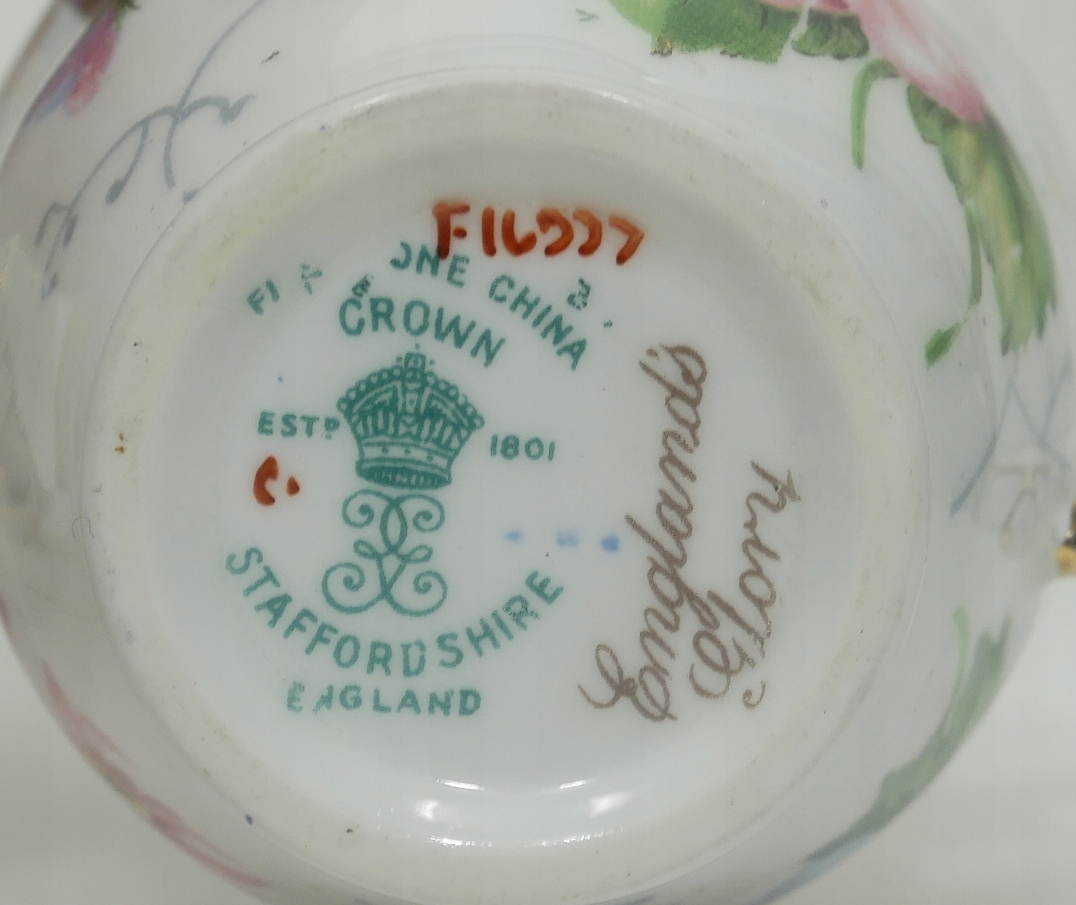 F16777
FINE BONE CHINA
CROWN
ESTD 1801
STAFFORDSHIRE
ENGLAND
England's
Glory